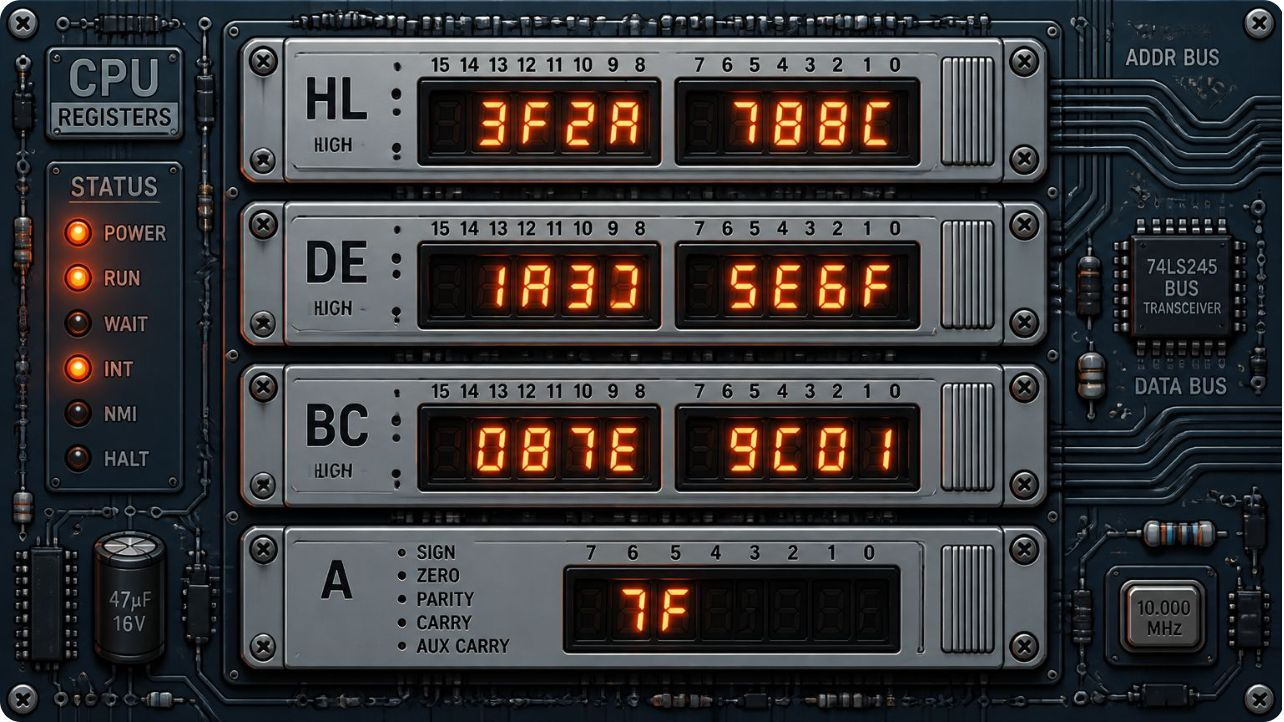 CPU
REGISTERS
STATUS
POWER
RUN
WAIT
INT
NMI
HALT
HL
HIGH
15 14 13 12 11 10 9 8
7 6 5 4 3 2 1 0
3F2A
788C
DE
HIGH
15 14 13 12 11 10 9 8
7 6 5 4 3 2 1 0
1A3
5E6F
BC
HIGH
15 14 13 12 11 10 9 8
7 6 5 4 3 2 1 0
087E
9C01
A
SIGN
ZERO
PARITY
CARRY
AUX CARRY
7 6 5 4 3 2 1 0
7F
ADDR BUS
74LS245
BUS
TRANSCEIVER
DATA BUS
47µF
16V
10.000
MHz